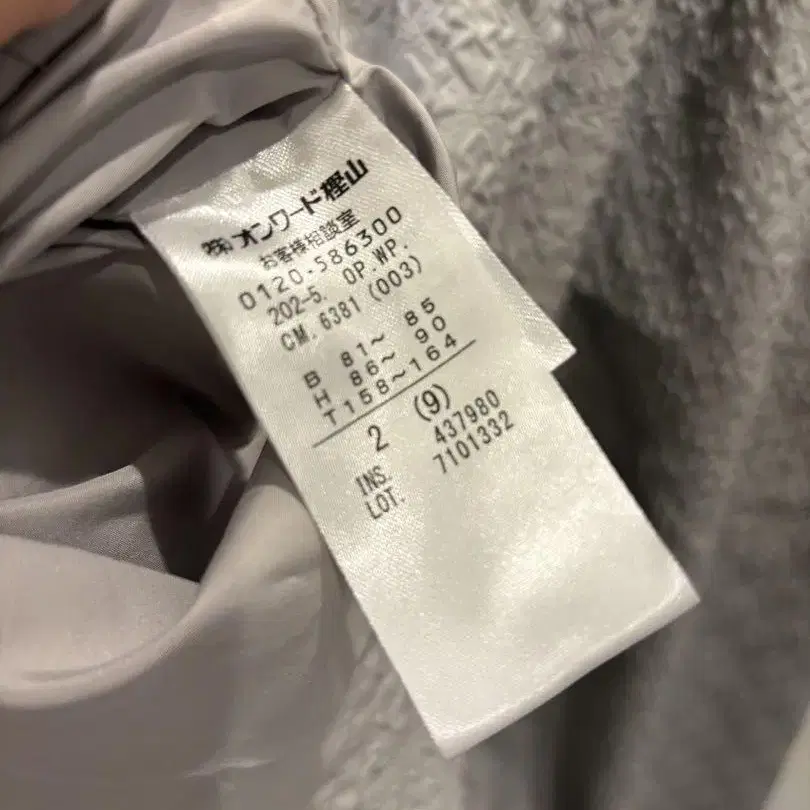 ㈱オンワード樫山
お客様相談室
0120-586300
202-5. OP.WP.
CM. 6381 (003)
B 81〜 85
H 86〜 90
T 158〜164
2 (9)
INS. 437980
LOT. 7101332